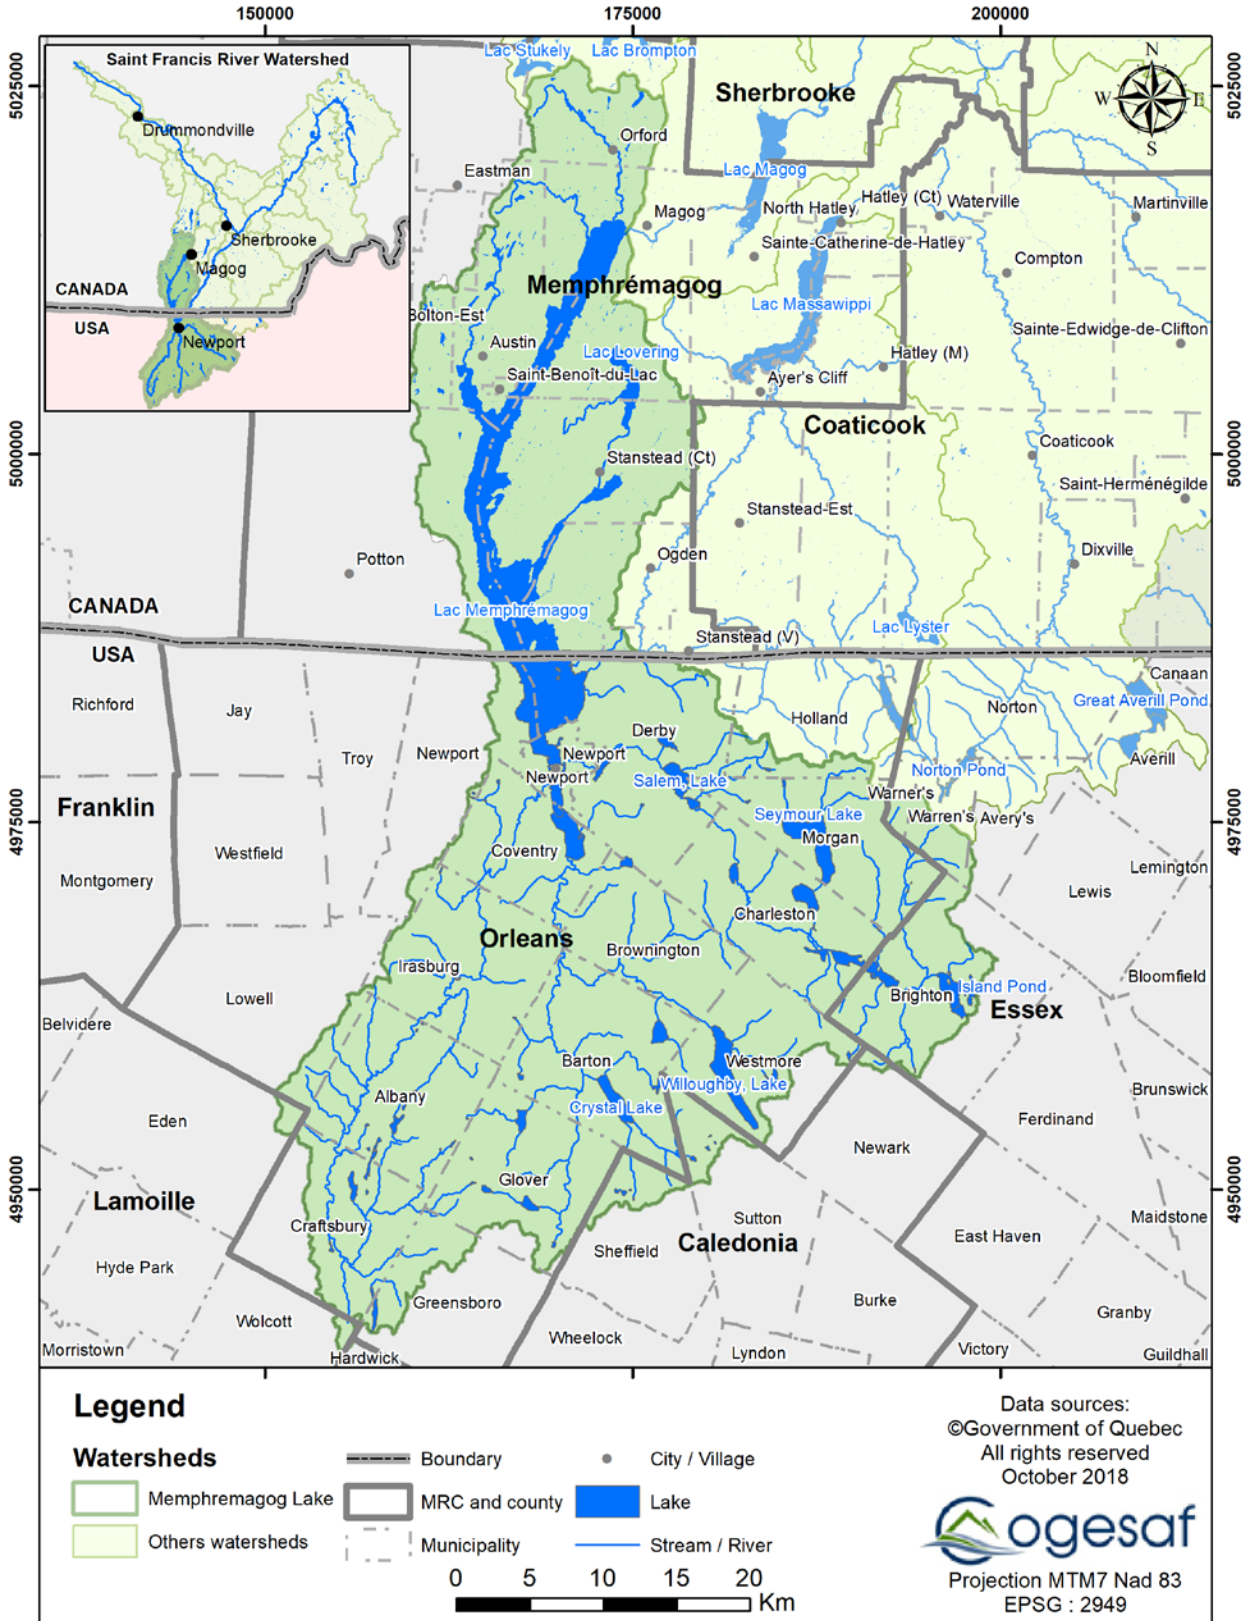 150000
175000
200000
5025000
5025000
Saint Francis River Watershed
Drummondville
Sherbrooke
Magog
CANADA
USA
Newport
Lac Stukely
Lac Brompton
Sherbrooke
N
W
E
S
Orford
Eastman
Lac Magog
Magog
North Hatley
Hatley (Ct)
Waterville
Martinville
Sainte-Catherine-de-Hatley
Compton
Memphrémagog
Lac Massawippi
Bolton-Est
Sainte-Edwidge-de-Clifton
Austin
Lac Lovering
Hatley (M)
Saint-Benoît-du-Lac
Ayer's Cliff
Coaticook
Coaticook
5000000
5000000
Stanstead (Ct)
Saint-Herménégilde
Stanstead-Est
Potton
Ogden
Dixville
CANADA
Lac Memphrémagog
Lac Lyster
Stanstead (V)
USA
Canaan
Richford
Jay
Great Averill Pond
Norton
Holland
Troy
Newport
Derby
Newport
Averill
Newport
Salem, Lake
Norton Pond
Warner's
Franklin
Seymour Lake
Warren's
Avery's
4975000
4975000
Morgan
Westfield
Coventry
Lemington
Montgomery
Lewis
Charleston
Orleans
Brownington
Irasburg
Bloomfield
Lowell
Brighton
Island Pond
Essex
Belvidere
Barton
Westmore
Willoughby, Lake
Albany
Crystal Lake
Brunswick
Eden
Ferdinand
Newark
Glover
4950000
4950000
Lamoille
Craftsbury
Sutton
Maidstone
Sheffield
Caledonia
East Haven
Hyde Park
Greensboro
Burke
Granby
Wolcott
Wheelock
Morristown
Hardwick
Lyndon
Victory
Guildhall
Legend
Watersheds
Memphremagog Lake
Others watersheds
Boundary
MRC and county
Municipality
City / Village
Lake
Stream / River
0 5 10 15 20
Km
Data sources:
©Government of Quebec
All rights reserved
October 2018
Cogesaf
Projection MTM7 Nad 83
EPSG : 2949